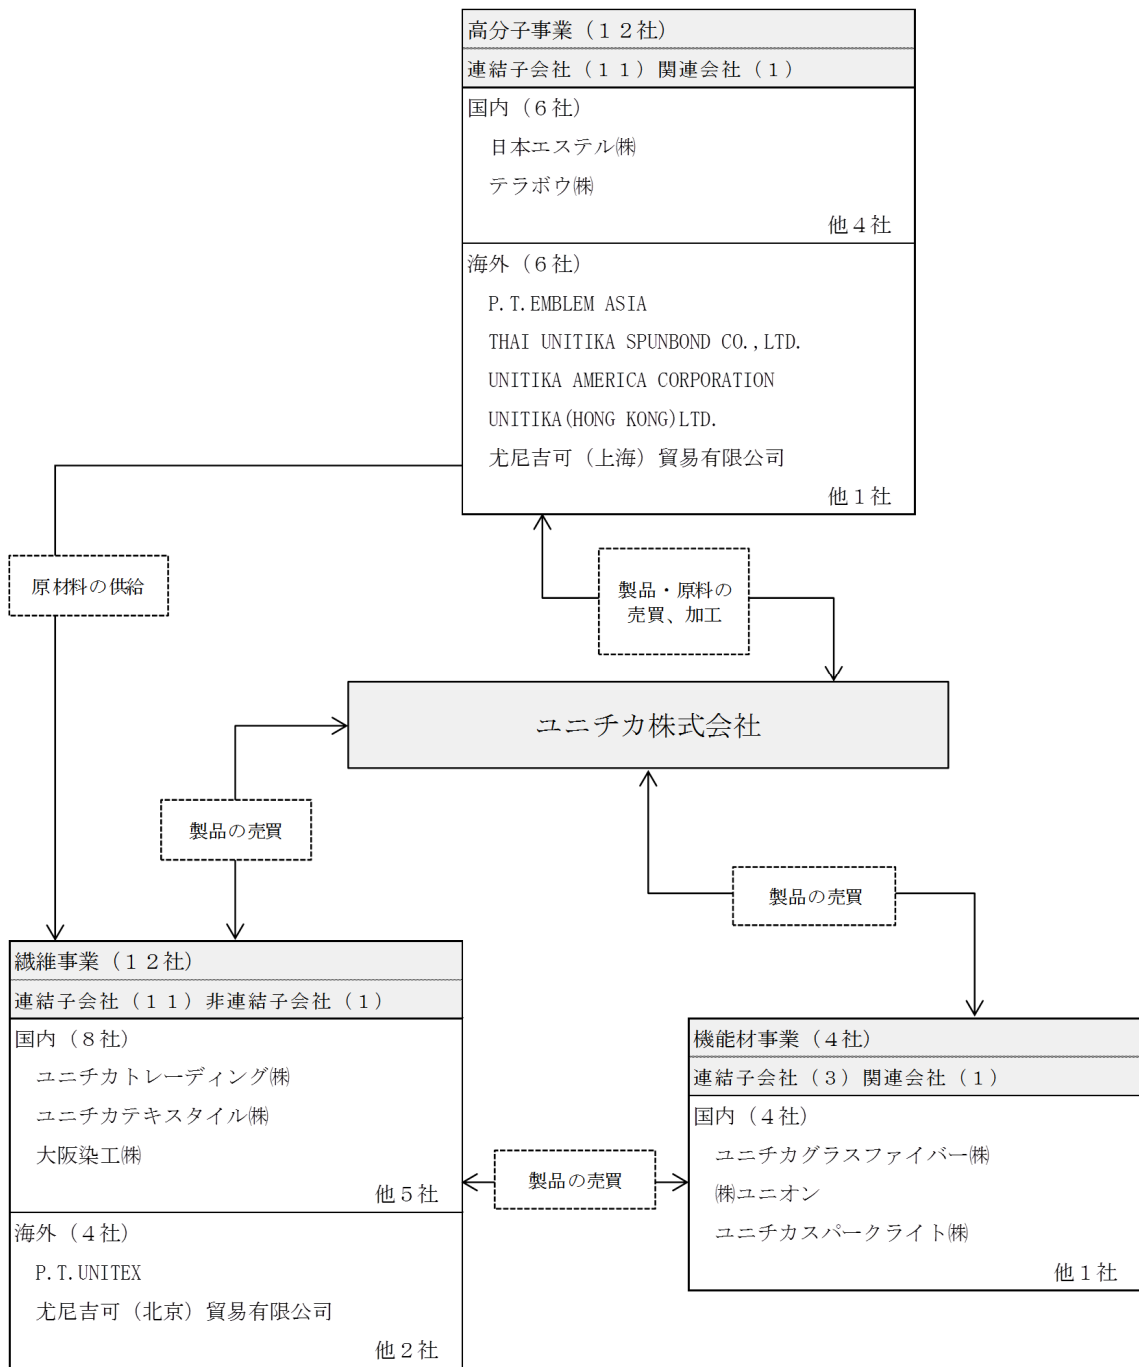 高分子事業（１２社）
連結子会社（１１）関連会社（１）
国内（６社）
日本エステル㈱
テラボウ㈱
他４社
海外（６社）
P.T.EMBLEM ASIA
THAI UNITIKA SPUNBOND CO.,LTD.
UNITIKA AMERICA CORPORATION
UNITIKA(HONG KONG)LTD.
尤尼吉可（上海）貿易有限公司
他１社
原材料の供給
製品・原料の
売買、加工
ユニチカ株式会社
製品の売買
製品の売買
繊維事業（１２社）
連結子会社（１１）非連結子会社（１）
国内（８社）
ユニチカトレーディング㈱
ユニチカテキスタイル㈱
大阪染工㈱
他５社
海外（４社）
P.T.UNITEX
尤尼吉可（北京）貿易有限公司
他２社
製品の売買
機能材事業（４社）
連結子会社（３）関連会社（１）
国内（４社）
ユニチカグラスファイバー㈱
㈱ユニオン
ユニチカスパークライト㈱
他１社